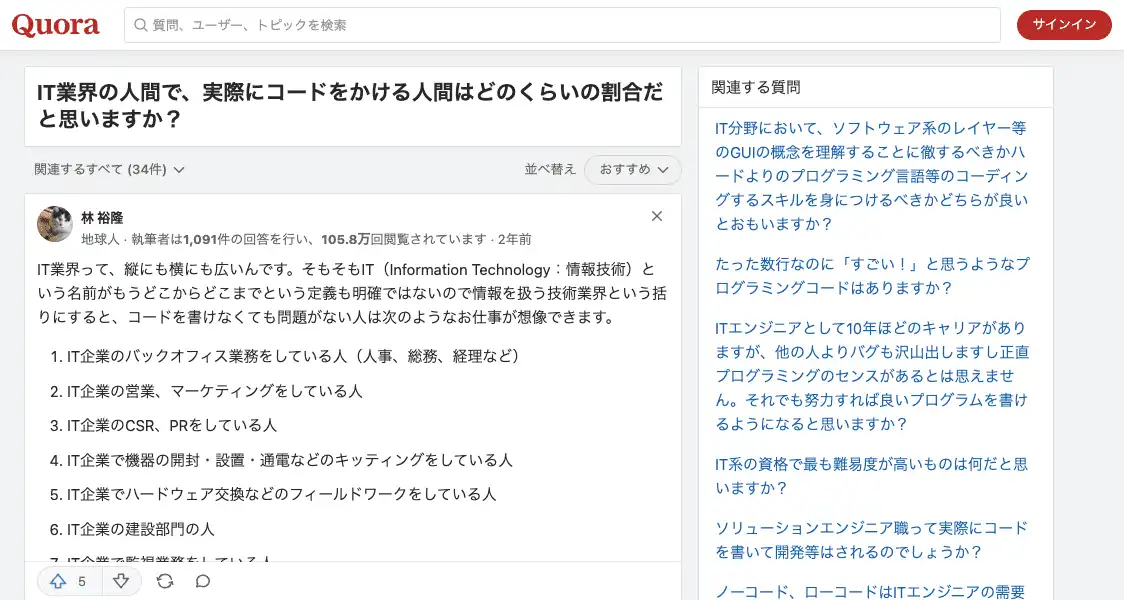 Quora
質問、ユーザー、トピックを検索
サインイン
IT業界の人間で、実際にコードをかける人間はどのくらいの割合だ
と思いますか？
関連するすべて (34件)
並べ替え
おすすめ
林 裕隆
地球人 · 執筆者は1,091件の回答を行い、105.8万回閲覧されています · 2年前
IT業界って、縦にも横にも広いんです。そもそもIT（Information Technology：情報技術）と
いう名前がもうどこからどこまでという定義も明確ではないので情報を扱う技術業界という括
りにすると、コードを書けなくても問題がない人は次のようなお仕事が想像できます。
1. IT企業のバックオフィス業務をしている人（人事、総務、経理など）
2. IT企業の営業、マーケティングをしている人
3. IT企業のCSR、PRをしている人
4. IT企業で機器の開封・設置・通電などのキッティングをしている人
5. IT企業でハードウェア交換などのフィールドワークをしている人
6. IT企業の建設部門の人
7. IT企業で監視業務をしている人
5
関連する質問
IT分野において、ソフトウェア系のレイヤー等
のGUIの概念を理解することに徹するべきかハ
ードよりのプログラミング言語等のコーディン
グするスキルを身につけるべきかどちらが良い
とおもいますか？
たった数行なのに「すごい！」と思うようなプ
ログラミングコードはありますか？
ITエンジニアとして10年ほどのキャリアがあり
ますが、他の人よりバグも沢山出しますし正直
プログラミングのセンスがあるとは思えませ
ん。それでも努力すれば良いプログラムを書け
るようになると思いますか？
IT系の資格で最も難易度が高いものは何だと思
いますか？
ソリューションエンジニア職って実際にコード
を書いて開発等はされるのでしょうか？
ノーコード、ローコードはITエンジニアの需要